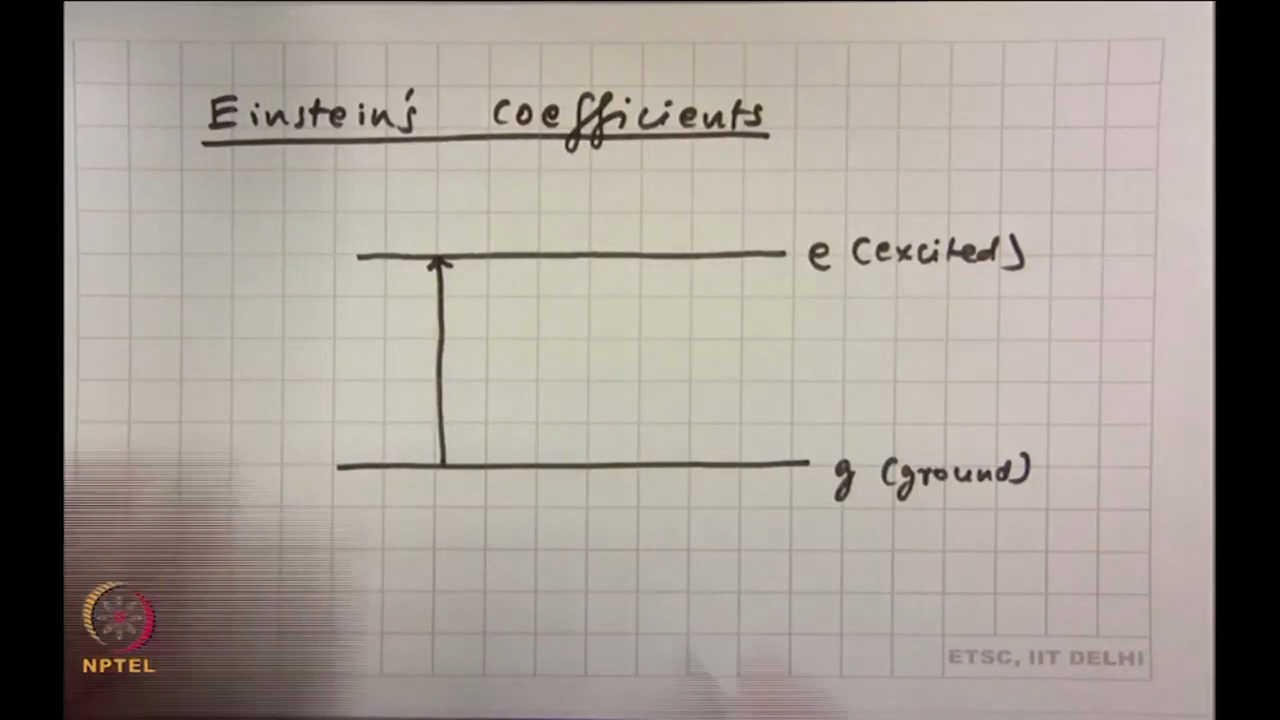 Einstein's coefficients
e (excited)
g (ground)
NPTEL
ETSC, IIT DELHI